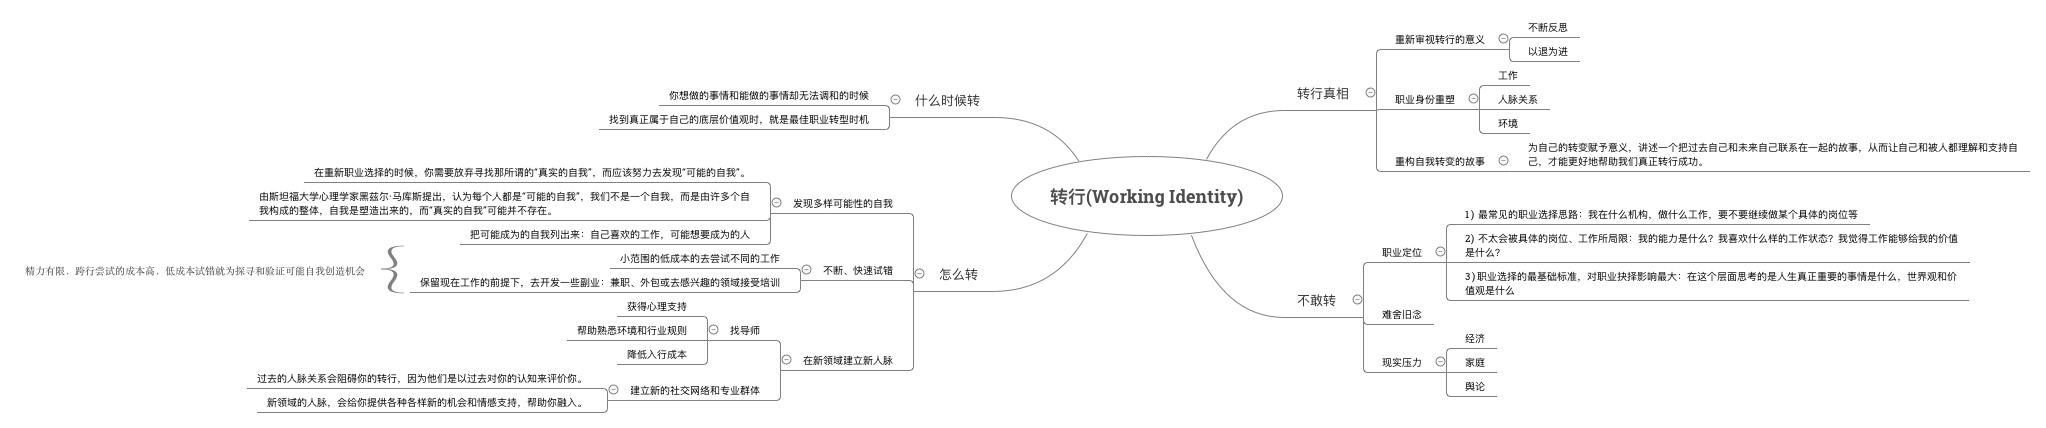 转行(Working Identity)
转行真相
重新审视转行的意义
不断反思
以退为进
职业身份重塑
工作
人脉关系
环境
重构自我转变的故事
为自己的转变赋予意义，讲述一个把过去自己和未来自己联系在一起的故事，从而让自己和被人都理解和支持自
己，才能更好地帮助我们真正转行成功。
不敢转
职业定位
1）最常见的职业选择思路：我在什么机构，做什么工作，要不要继续做某个具体的岗位等
2）不太会被具体的岗位、工作所局限：我的能力是什么？我喜欢什么样的工作状态？我觉得工作能够给我的价值
是什么？
3）职业选择的最基础标准，对职业抉择影响最大：在这个层面思考的是人生真正重要的事情是什么，世界观和价
值观是什么
难舍旧念
现实压力
经济
家庭
舆论
什么时候转
你想做的事情和能做的事情却无法调和的时候
找到真正属于自己的底层价值观时，就是最佳职业转型时机
怎么转
发现多样可能性的自我
在重新职业选择的时候，你需要放弃寻找那所谓的“真实的自我”，而应该努力去发现“可能的自我”。
由斯坦福大学心理学家黑兹尔·马库斯提出，认为每个人都是“可能的自我”，我们不是一个自我，而是由许多个自
我构成的整体，自我是塑造出来的，而“真实的自我”可能并不存在。
把可能成为的自我列出来：自己喜欢的工作，可能想要成为的人
不断、快速试错
小范围的低成本的去尝试不同的工作
保留现在工作的前提下，去开发一些副业：兼职、外包或去感兴趣的领域接受培训
精力有限，跨行尝试的成本高，低成本试错就为探寻和验证可能自我创造机会
在新领域建立新人脉
找导师
获得心理支持
帮助熟悉环境和行业规则
降低入行成本
建立新的社交网络和专业群体
过去的人脉关系会阻碍你的转行，因为他们是以过去对你的认知来评价你。
新领域的人脉，会给你提供各种各样新的机会和情感支持，帮助你融入。